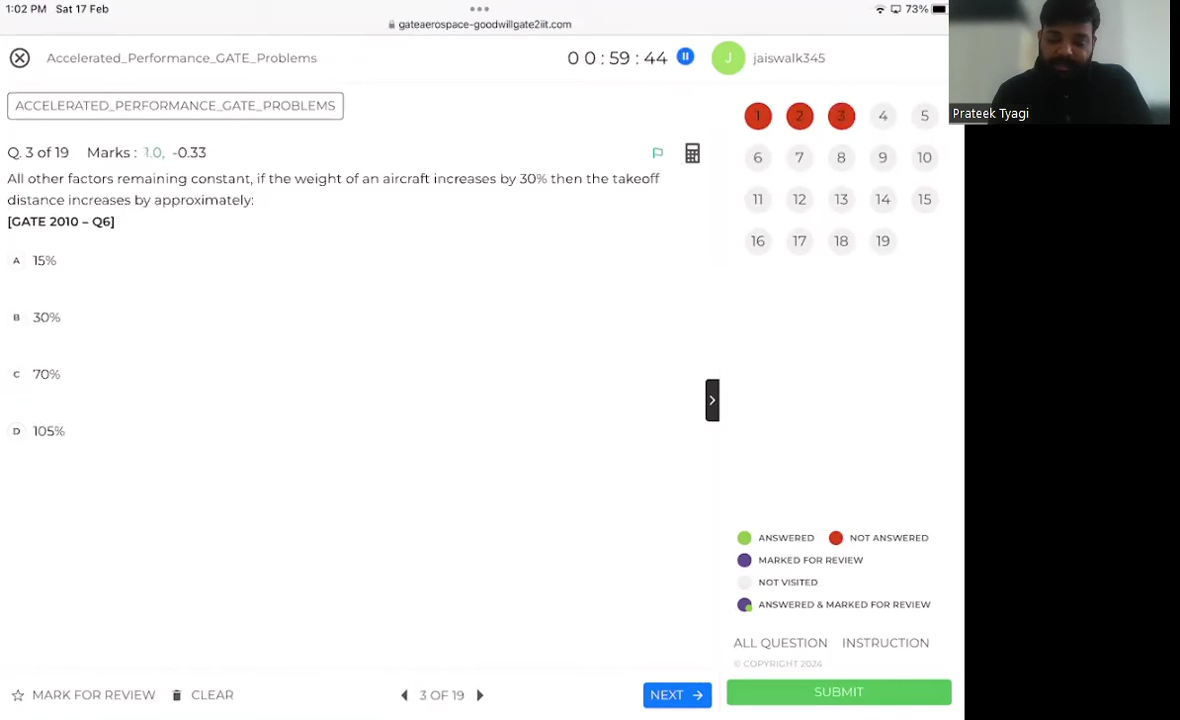 1:02 PM Sat 17 Feb
gateaerospace-goodwillgate2iit.com
73%
Accelerated_Performance_GATE_Problems
00:59:44
J
jaiswalk345
Prateek Tyagi
ACCELERATED_PERFORMANCE_GATE_PROBLEMS
Q. 3 of 19 Marks : 1.0, -0.33
All other factors remaining constant, if the weight of an aircraft increases by 30% then the takeoff
distance increases by approximately:
[GATE 2010 – Q6]
A 15%
B 30%
C 70%
D 105%
1 2 3 4 5
6 7 8 9 10
11 12 13 14 15
16 17 18 19
ANSWERED NOT ANSWERED
MARKED FOR REVIEW
NOT VISITED
ANSWERED & MARKED FOR REVIEW
ALL QUESTION INSTRUCTION
© COPYRIGHT 2024
MARK FOR REVIEW CLEAR 3 OF 19 NEXT
SUBMIT